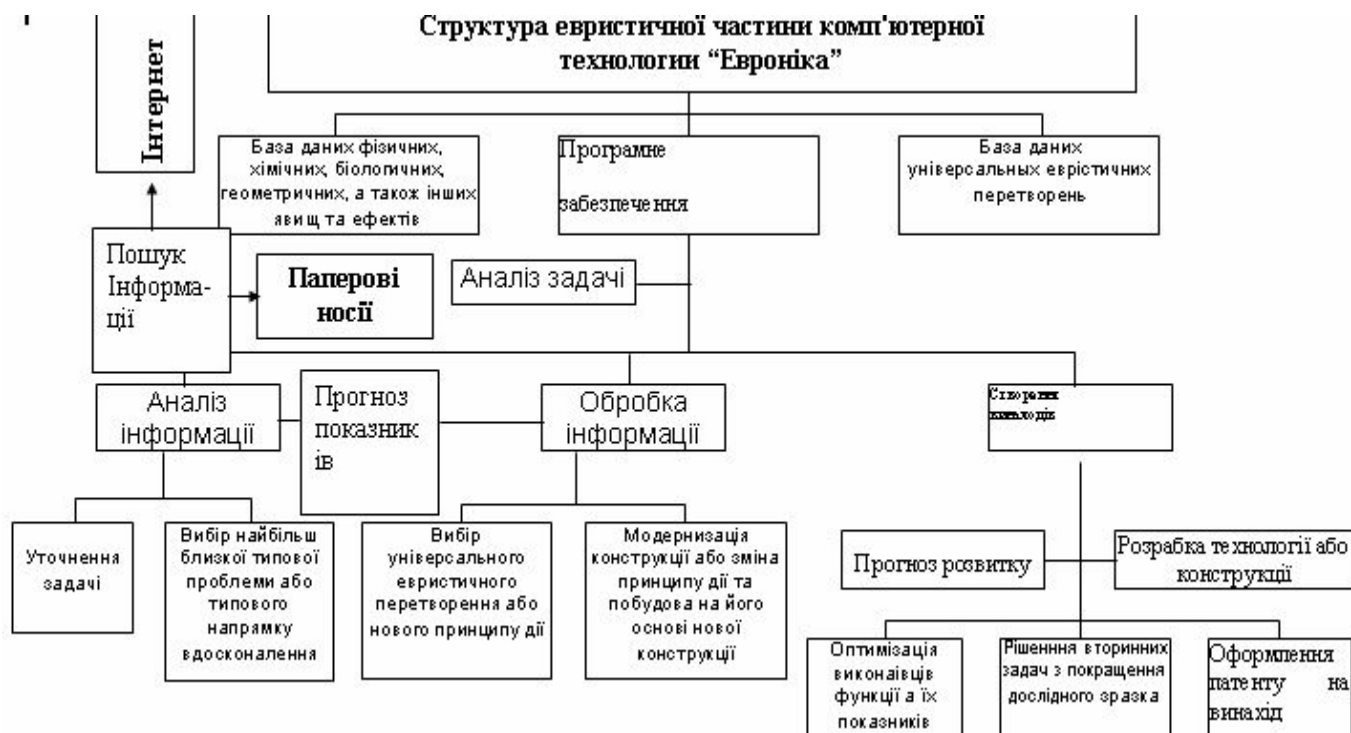 Структура евристичної частини комп'ютерної
технологии “Евроніка”
Інтернет
База даних фізичних,
хімічних, біологичних,
геометричних, а також інших
явищ та ефектів
Програмне
забезпечення
База даних
універсальных еврістичних
перетворень
Пошук
Інформа-
ції
Паперові
носії
Аналіз задачі
Аналіз
інформації
Прогноз
показник
ів
Обробка
інформації
Створення
Уточнення
задачі
Вибір найбільш
близкої типової
проблеми або
типового
напрямку
вдосконалення
Вибір
універсального
евристичного
перетворення або
нового принципу дії
Модернизація
конструкції або зміна
принципу дії та
побудова на його
основі нової
конструкції
Прогноз розвитку
Розрабка технології або
конструкції
Оптимізація
виконаівців
функції а їх
показників
Рішенння вторинних
задач з покращення
дослідного зразка
Оформлення
патенту на
винахід